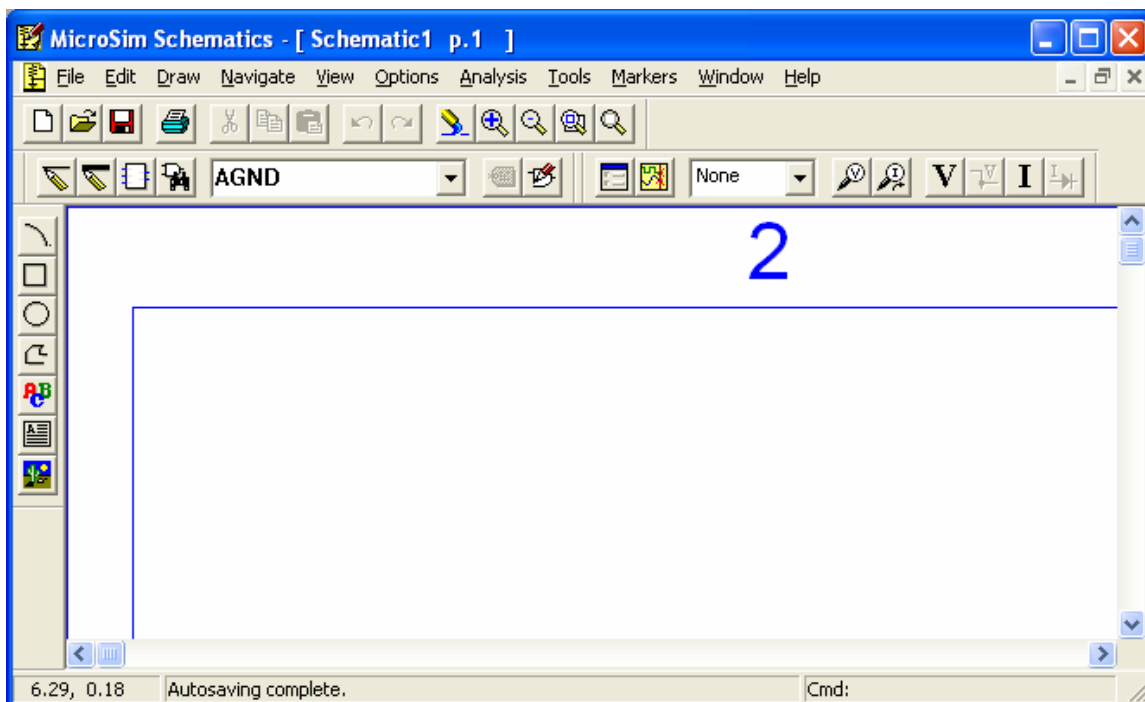 MicroSim Schematics - [ Schematic1 p.1 ]
File Edit Draw Navigate View Options Analysis Tools Markers Window Help
AGND None V I V I
2
ABC
A
6.29, 0.18 Autosaving complete. Cmd: